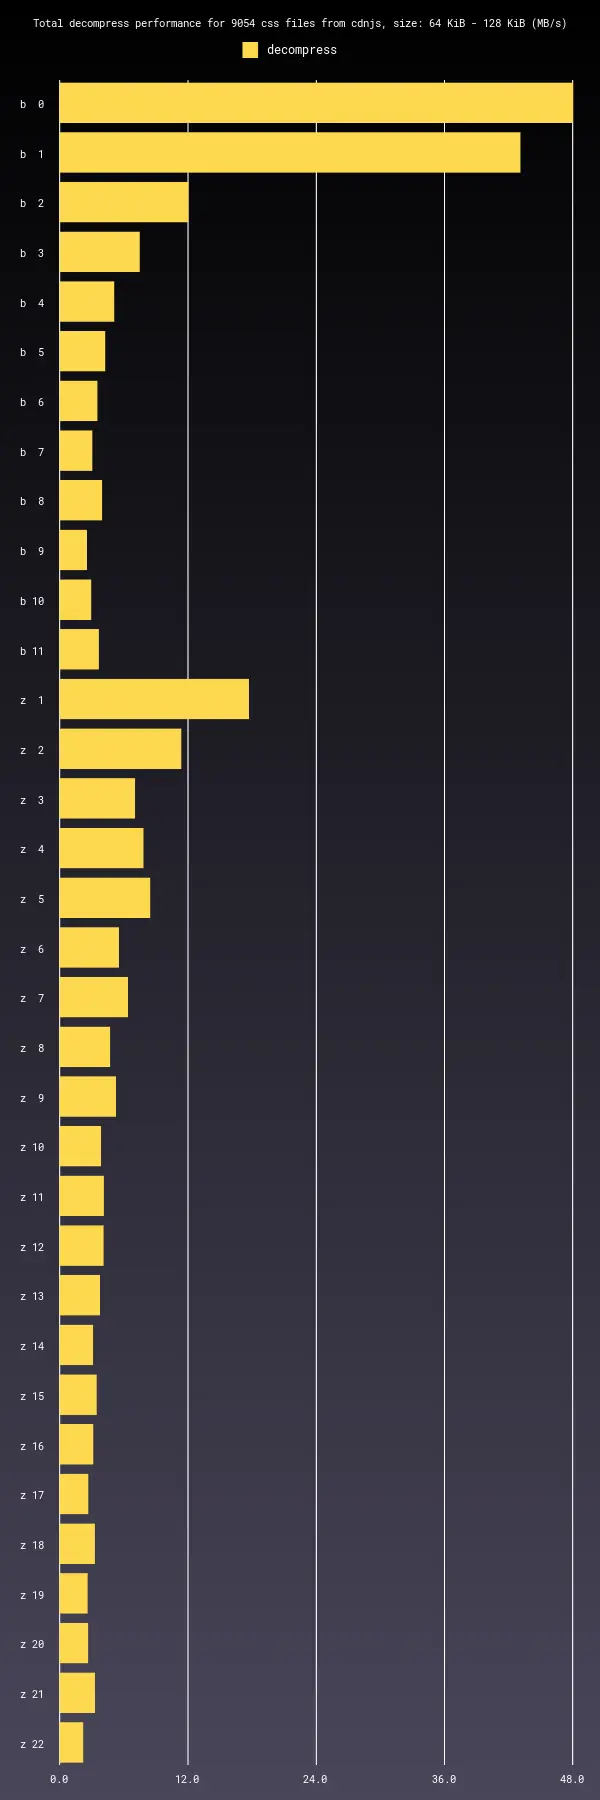 Total decompress performance for 9054 css files from cdnjs, size: 64 KiB - 128 KiB (MB/s)
decompress
b 0
b 1
b 2
b 3
b 4
b 5
b 6
b 7
b 8
b 9
b 10
b 11
z 1
z 2
z 3
z 4
z 5
z 6
z 7
z 8
z 9
z 10
z 11
z 12
z 13
z 14
z 15
z 16
z 17
z 18
z 19
z 20
z 21
z 22
0.0 12.0 24.0 36.0 48.0